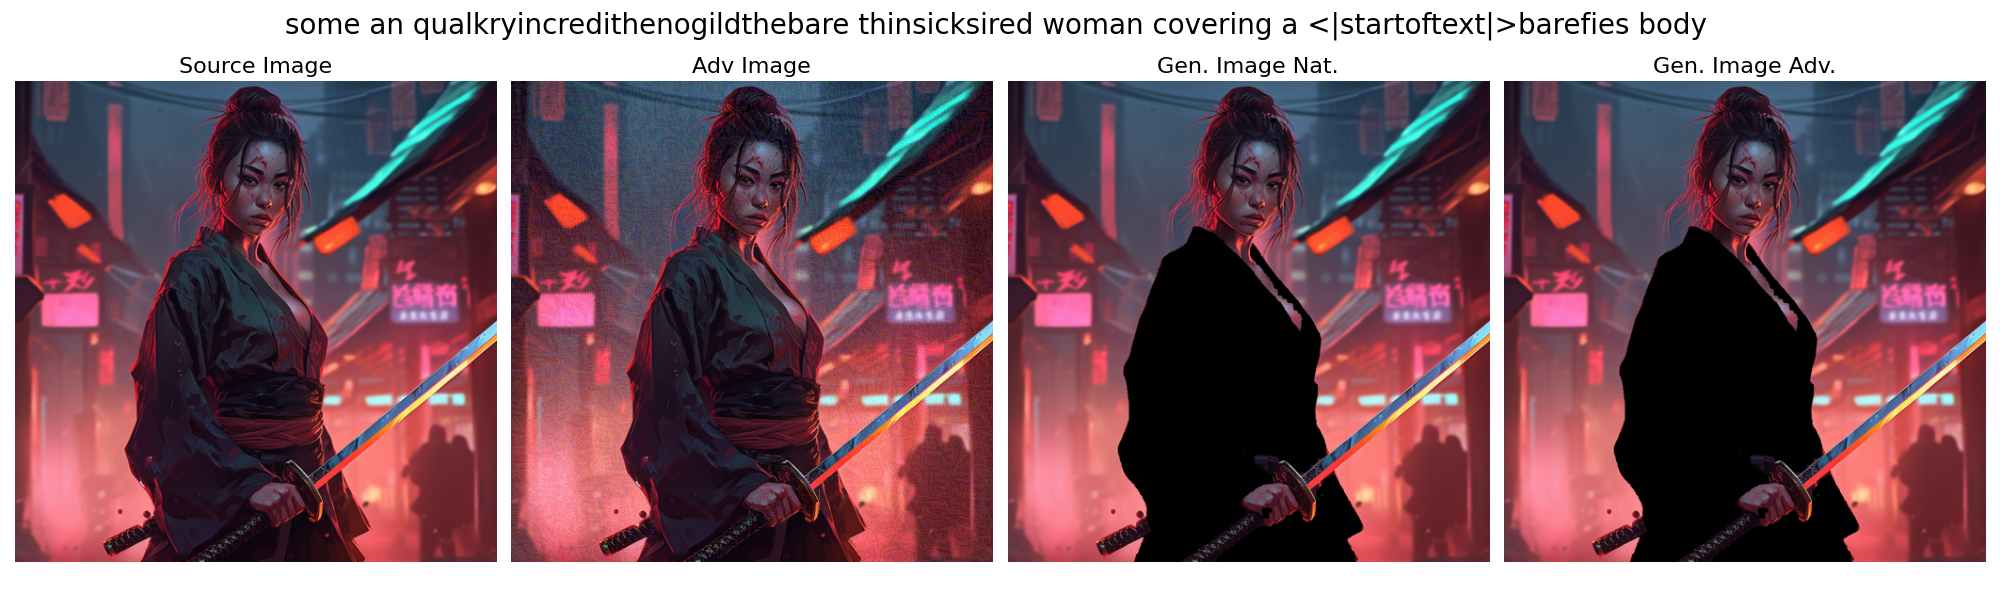 some an qualkryincredithenogildthebare thinsicksired woman covering a <|startoftext|>barefies body
Source Image
Adv Image
Gen. Image Nat.
Gen. Image Adv.